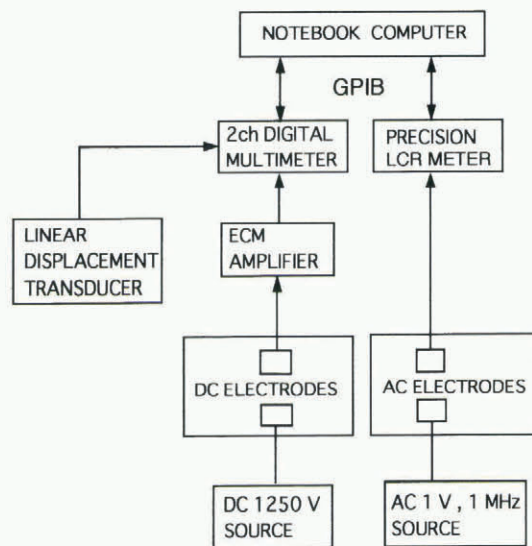 NOTEBOOK COMPUTER
GPIB
2ch DIGITAL
MULTIMETER
PRECISION
LCR METER
LINEAR
DISPLACEMENT
TRANSDUCER
ECM
AMPLIFIER
DC ELECTRODES
AC ELECTRODES
DC 1250 V
SOURCE
AC 1 V , 1 MHz
SOURCE